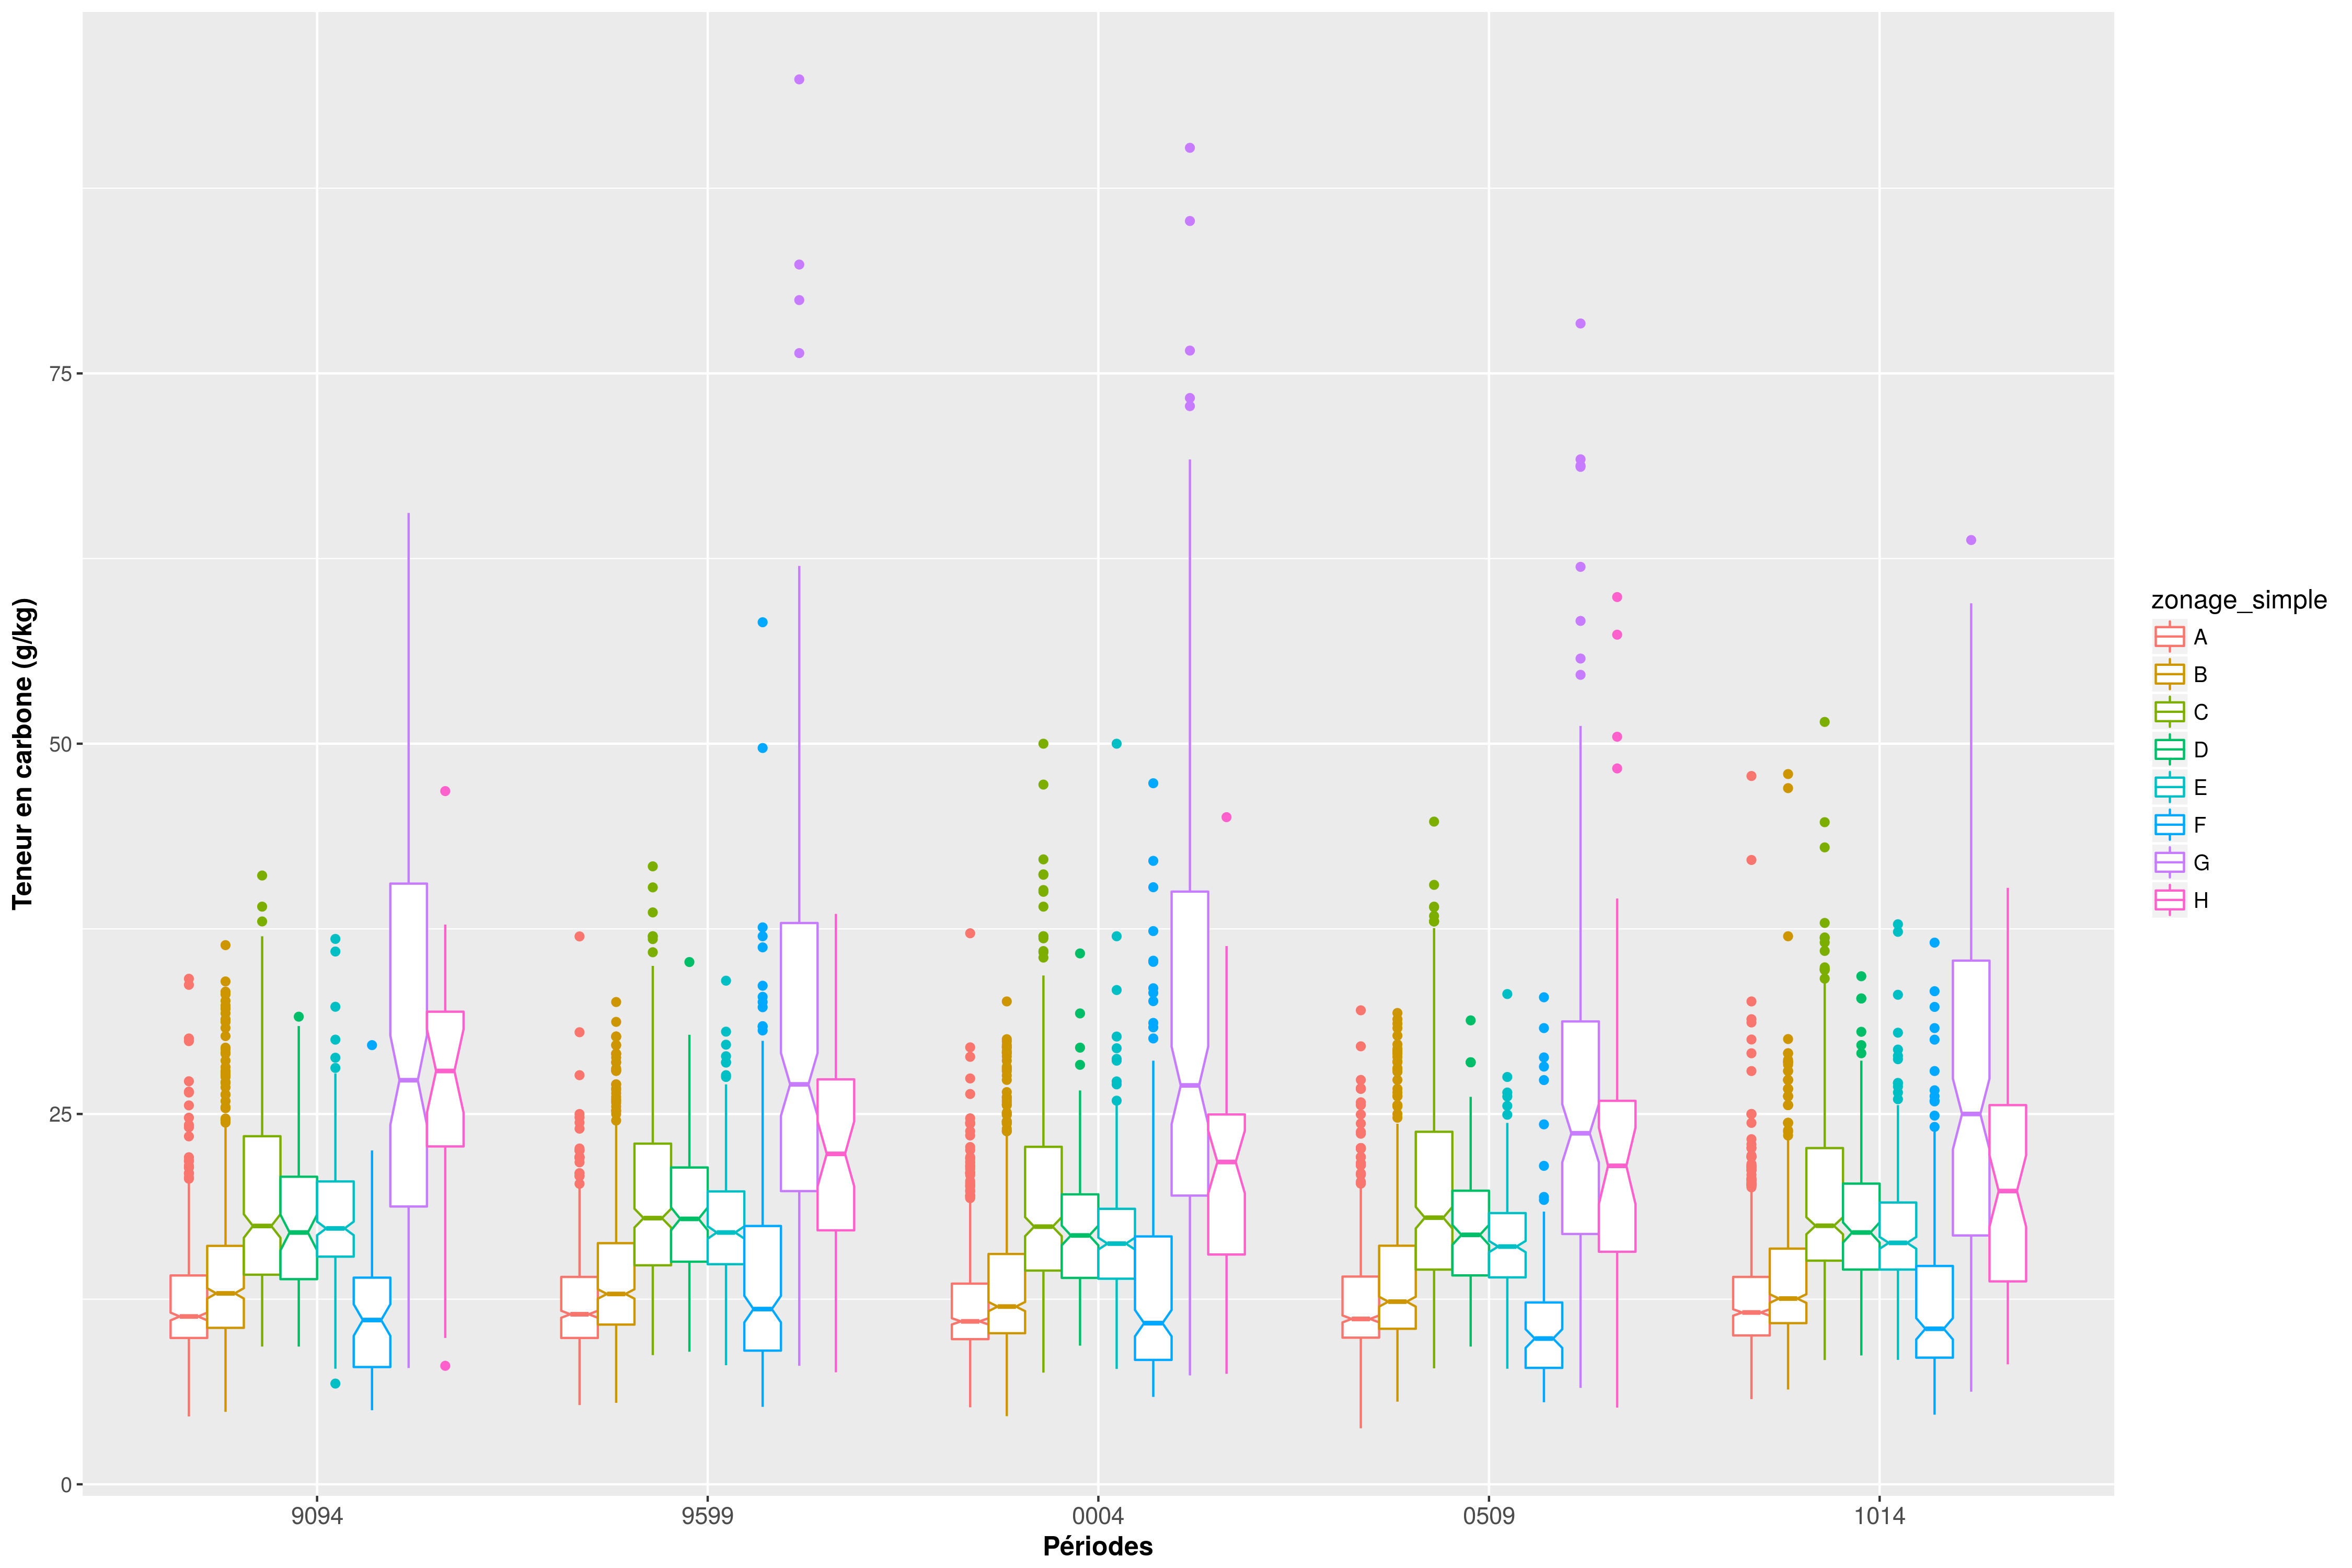 Teneur en carbone (g/kg)
75
50
25
0
9094 9599 0004 0509 1014
Périodes
zonage_simple
A
B
C
D
E
F
G
H